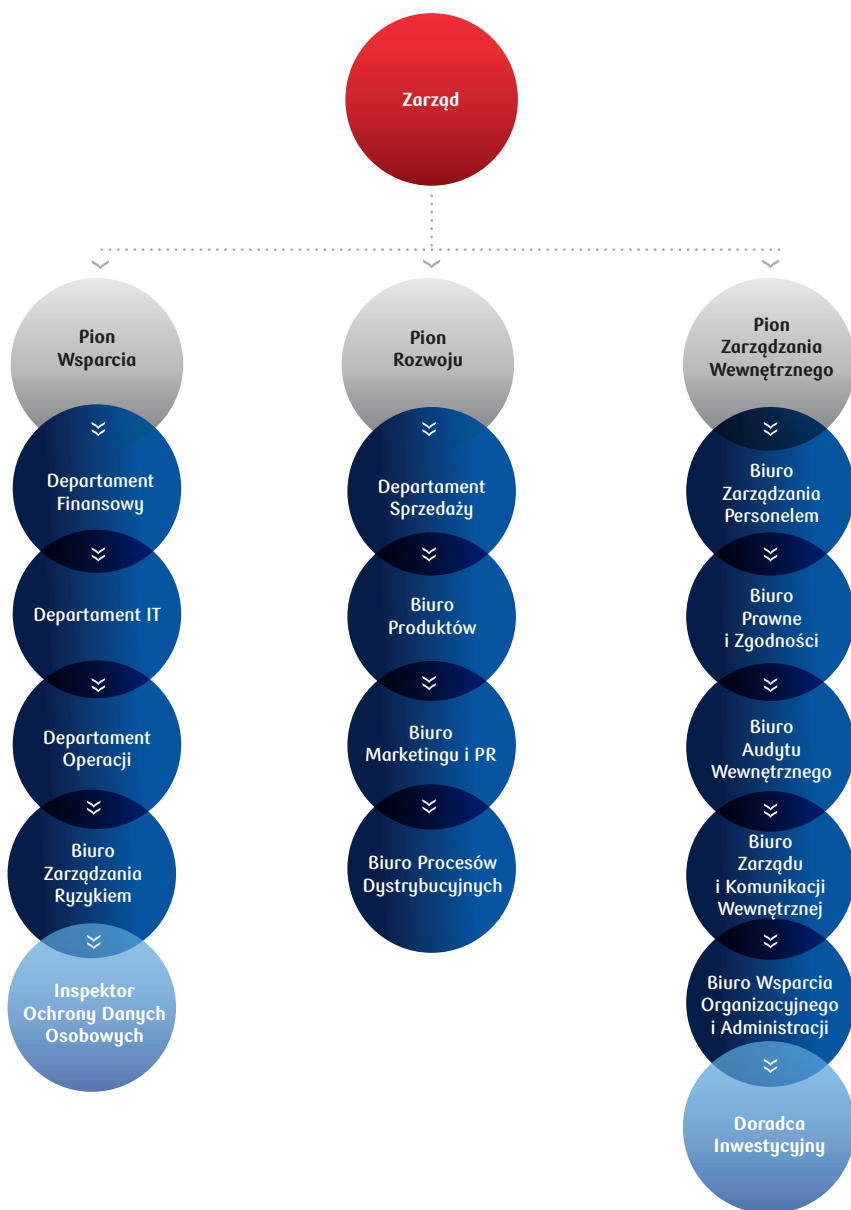 Zarząd
Pion
Wsparcia
Departament
Finansowy
Departament IT
Departament
Operacji
Biuro
Zarządzania
Ryzykiem
Inspektor
Ochrony Danych
Osobowych
Pion
Rozwoju
Departament
Sprzedaży
Biuro
Produktów
Biuro
Marketingu i PR
Biuro Procesów
Dystrybucyjnych
Pion
Zarządzania
Wewnętrznego
Biuro
Zarządzania
Personelem
Biuro
Prawne
i Zgodności
Biuro
Audytu
Wewnętrznego
Biuro
Zarządu
i Komunikacji
Wewnętrznej
Biuro Wsparcia
Organizacyjnego
i Administracji
Doradca
Inwestycyjny